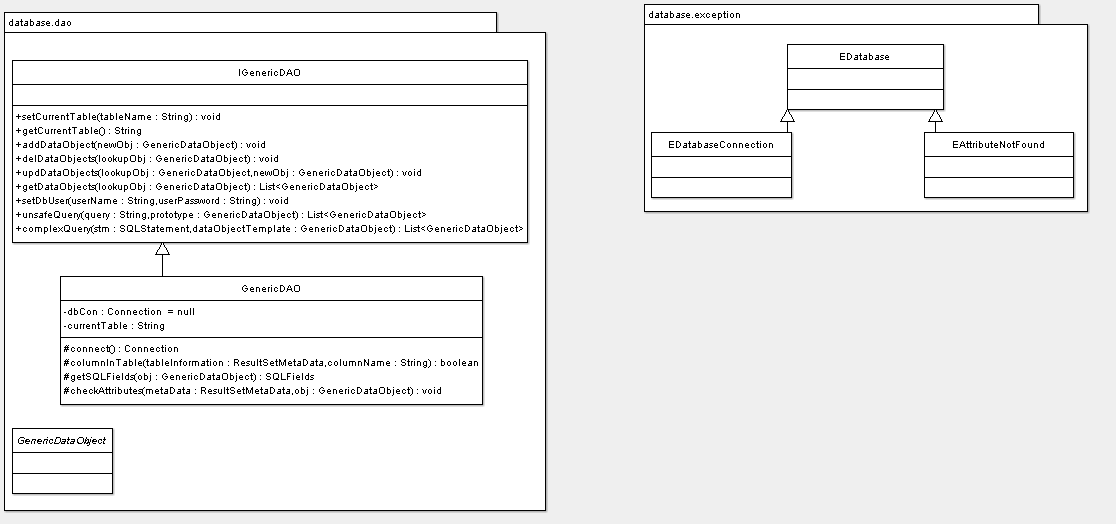 database.dao
IGenericDAO
+setCurrentTable(tableName : String) : void
+getCurrentTable() : String
+addDataObject(newObj : GenericDataObject) : void
+delDataObjects(lookupObj : GenericDataObject) : void
+updDataObjects(lookupObj : GenericDataObject,newObj : GenericDataObject) : void
+getDataObjects(lookupObj : GenericDataObject) : List<GenericDataObject>
+setDbUser(userName : String,userPassword : String) : void
+unsafeQuery(query : String,prototype : GenericDataObject) : List<GenericDataObject>
+complexQuery(stm : SQLStatement,dataObjectTemplate : GenericDataObject) : List<GenericDataObject>
GenericDAO
-dbCon : Connection = null
-currentTable : String
#connect() : Connection
#columnInTable(tableInformation : ResultSetMetaData,columnName : String) : boolean
#getSQLFields(obj : GenericDataObject) : SQLFields
#checkAttributes(metaData : ResultSetMetaData,obj : GenericDataObject) : void
GenericDataObject
database.exception
EDatabase
EDatabaseConnection
EAttributeNotFound